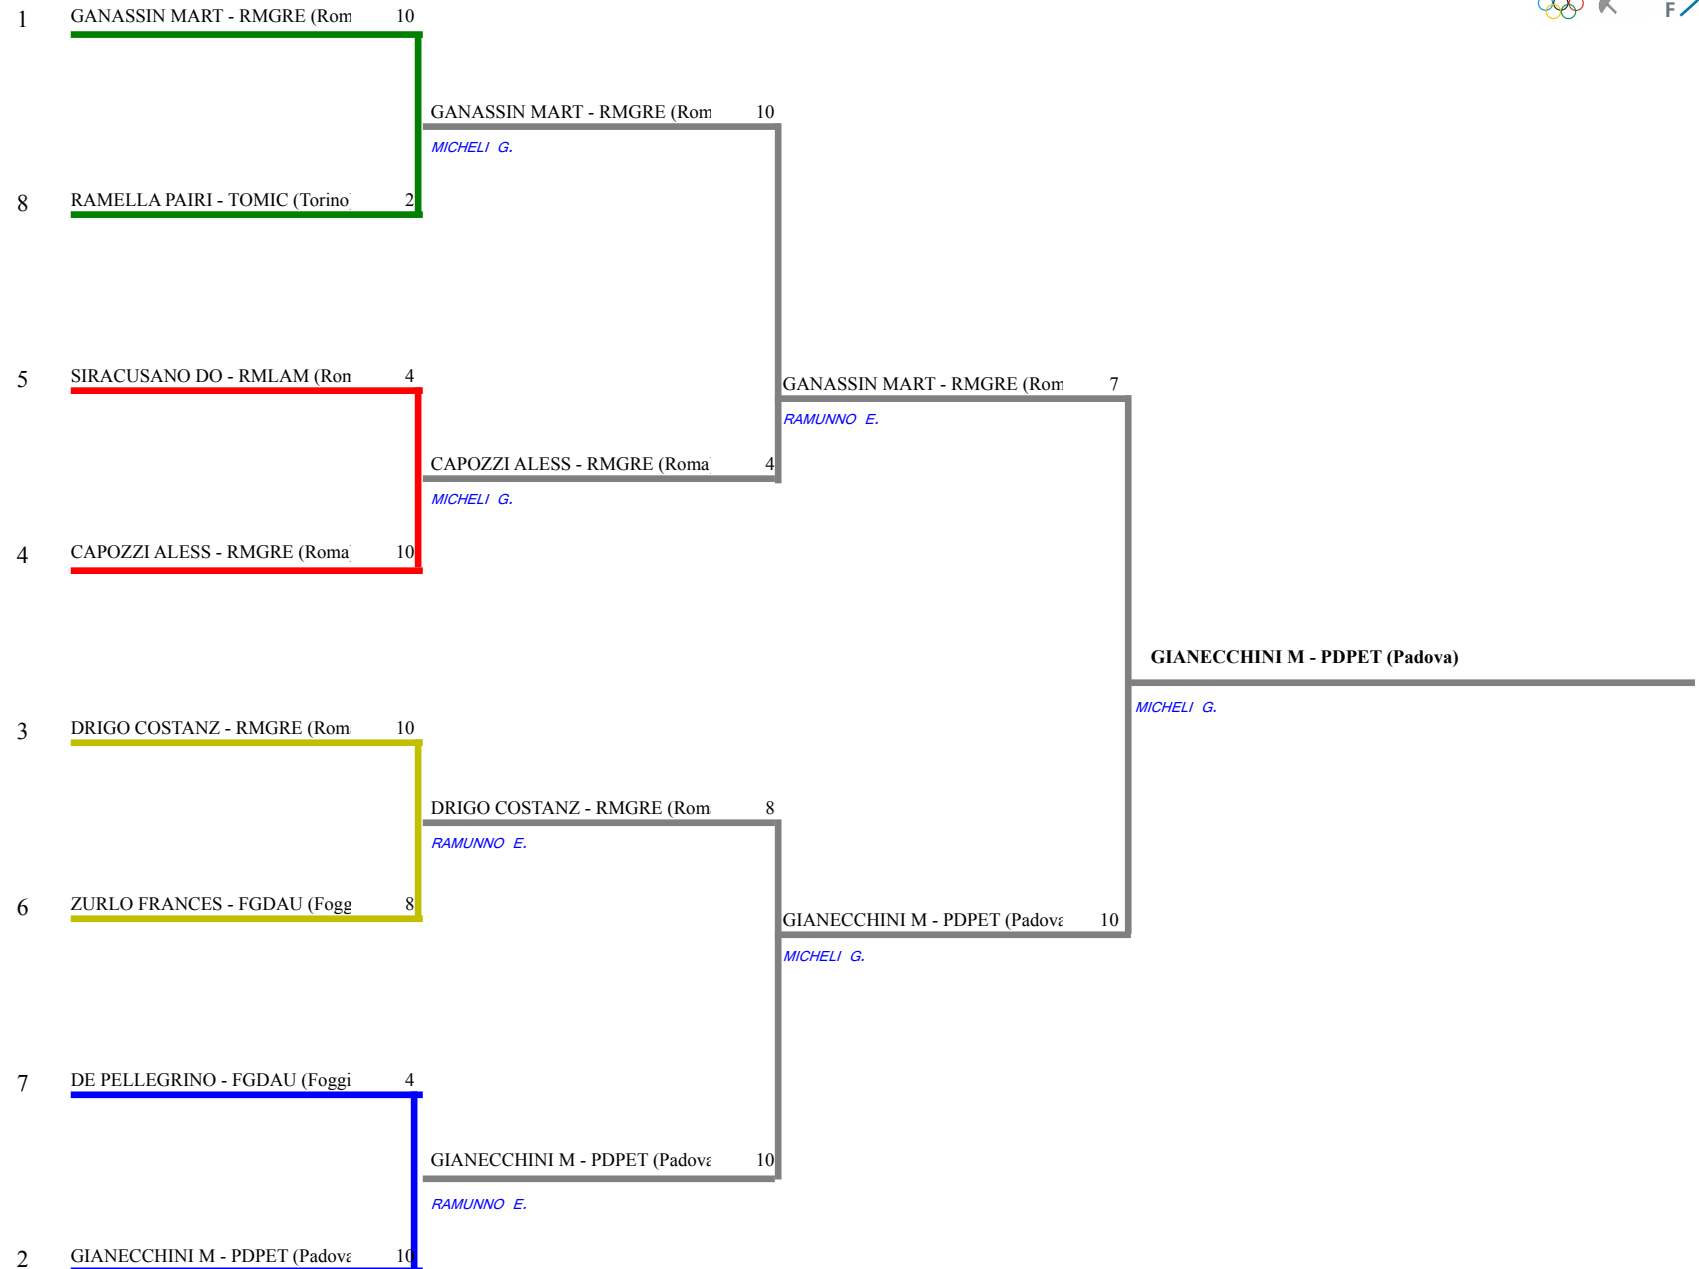 1 GANASSIN MART - RMGRE (Rom 10
F
GANASSIN MART - RMGRE (Rom 10
MICHELI G.
8 RAMELLA PAIRI - TOMIC (Torino) 2
5 SIRACUSANO DO - RMLAM (Rom 4
GANASSIN MART - RMGRE (Rom 7
RAMUNNO E.
CAPOZZI ALESS - RMGRE (Roma) 4
MICHELI G.
4 CAPOZZI ALESS - RMGRE (Roma) 10
GIANECCHINI M - PDPET (Padova)
MICHELI G.
3 DRIGO COSTANZ - RMGRE (Rom 10
DRIGO COSTANZ - RMGRE (Rom 8
RAMUNNO E.
6 ZURLO FRANCES - FGDAU (Fogg 8
GIANECCHINI M - PDPET (Padova 10
MICHELI G.
7 DE PELLEGRINO - FGDAU (Foggi 4
GIANECCHINI M - PDPET (Padova 10
RAMUNNO E.
2 GIANECCHINI M - PDPET (Padova 10